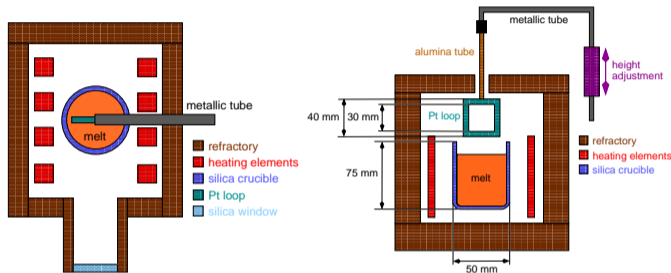 metallic tube
melt
refractory
heating elements
silica crucible
Pt loop
silica window
metallic tube
alumina tube
height
adjustment
40 mm
30 mm
Pt loop
75 mm
melt
refractory
heating elements
silica crucible
50 mm